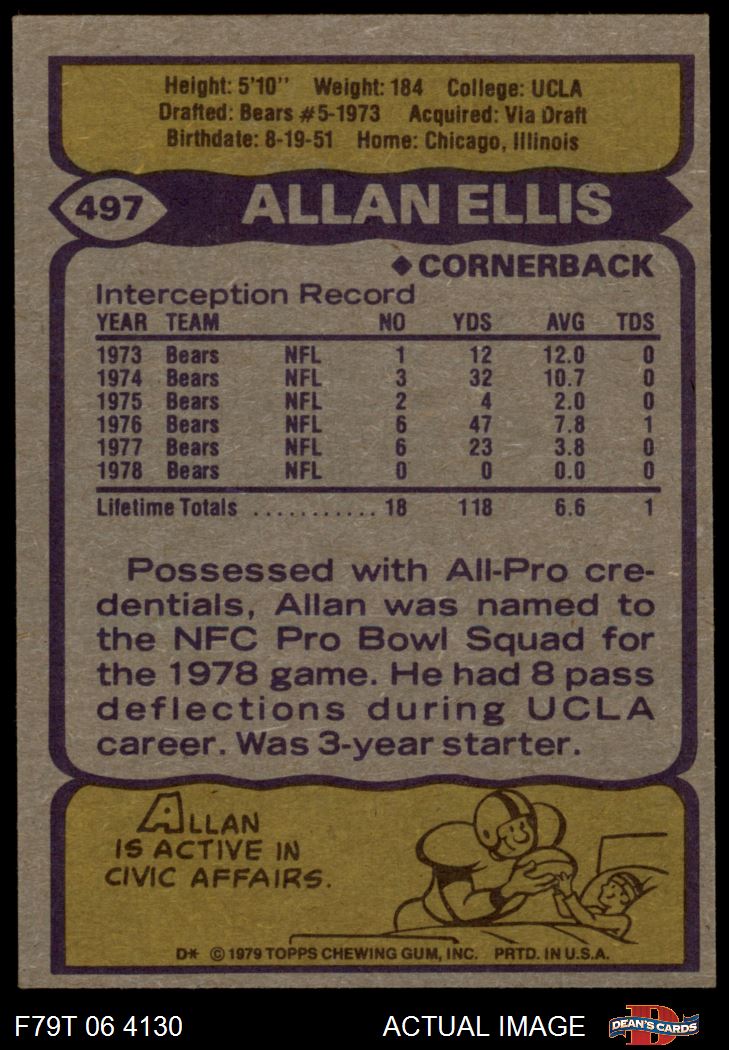 Height: 5'10" Weight: 184 College: UCLA
Drafted: Bears #5-1973 Acquired: Via Draft
Birthdate: 8-19-51 Home: Chicago, Illinois
497 ALLAN ELLIS
◆ CORNERBACK
Interception Record
YEAR TEAM NO YDS AVG TDS
1973 Bears NFL 1 12 12.0 0
1974 Bears NFL 3 32 10.7 0
1975 Bears NFL 2 4 2.0 0
1976 Bears NFL 6 47 7.8 1
1977 Bears NFL 6 23 3.8 0
1978 Bears NFL 0 0 0.0 0
Lifetime Totals ........... 18 118 6.6 1
Possessed with All-Pro cre-
dentials, Allan was named to
the NFC Pro Bowl Squad for
the 1978 game. He had 8 pass
deflections during UCLA
career. Was 3-year starter.
ALLAN
IS ACTIVE IN
CIVIC AFFAIRS.
D* © 1979 TOPPS CHEWING GUM, INC. PRTD. IN U.S.A.
F79T 06 4130 ACTUAL IMAGE D DEAN'S CARDS